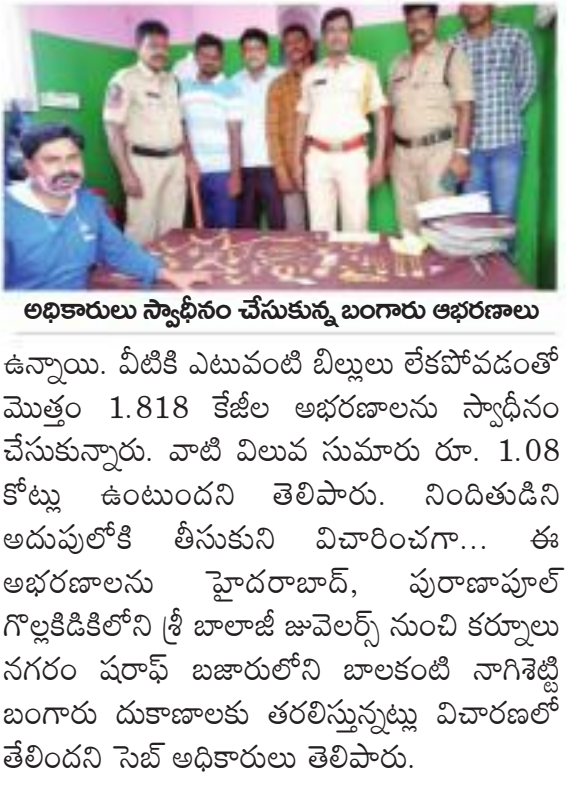 అధికారులు స్వాధీనం చేసుకున్న బంగారు ఆభరణాలు
ఉన్నాయి. వీటికి ఎటువంటి బిల్లులు లేకపోవడంతో
మొత్తం 1.818 కేజీల అభరణాలను స్వాధీనం
చేసుకున్నారు. వాటి విలువ సుమారు రూ. 1.08
కోట్లు ఉంటుందని తెలిపారు. నిందితుడిని
అదుపులోకి తీసుకుని విచారించగా... ఈ
అభరణాలను హైదరాబాద్, పురాణాపూల్
గొల్లకిడికిలోని శ్రీ బాలాజీ జువెలర్స్ నుంచి కర్నూలు
నగరం షరాఫ్ బజారులోని బాలకంటి నాగిశెట్టి
బంగారు దుకాణాలకు తరలిస్తున్నట్లు విచారణలో
తేలిందని సెబ్ అధికారులు తెలిపారు.